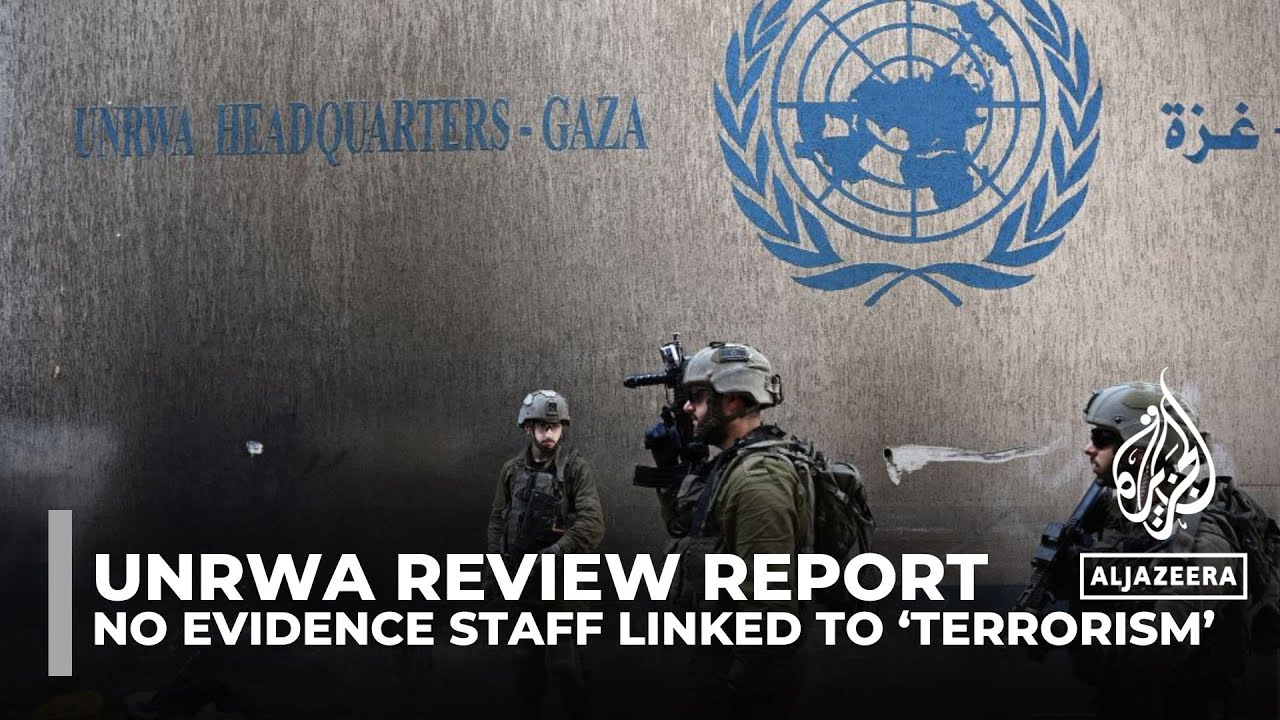 UNRWA HEADQUARTERS - GAZA
غزة -
UNRWA REVIEW REPORT
NO EVIDENCE STAFF LINKED TO ‘TERRORISM’
الجزيرة
ALJAZEERA